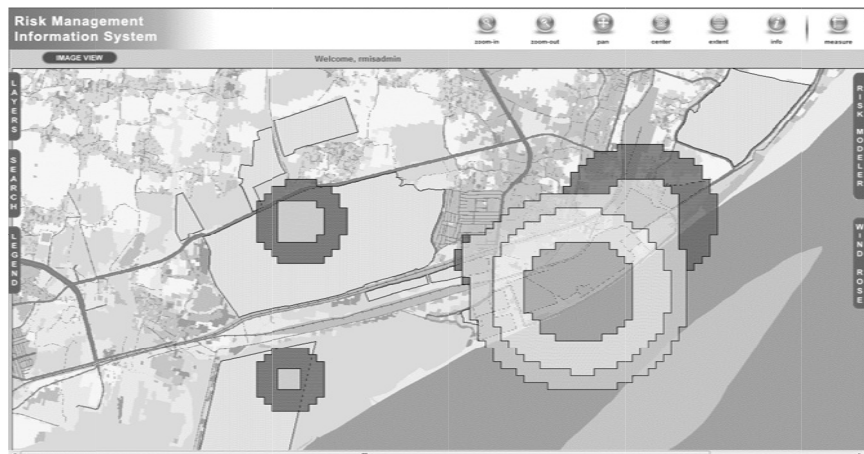 Risk Management
Information System
zoom-in zoom-out pan center extent info measure
IMAGE VIEW
Welcome, rmisadmin
LAYERS
SEARCH
LEGEND
RISK MODELER
WIND ROSE